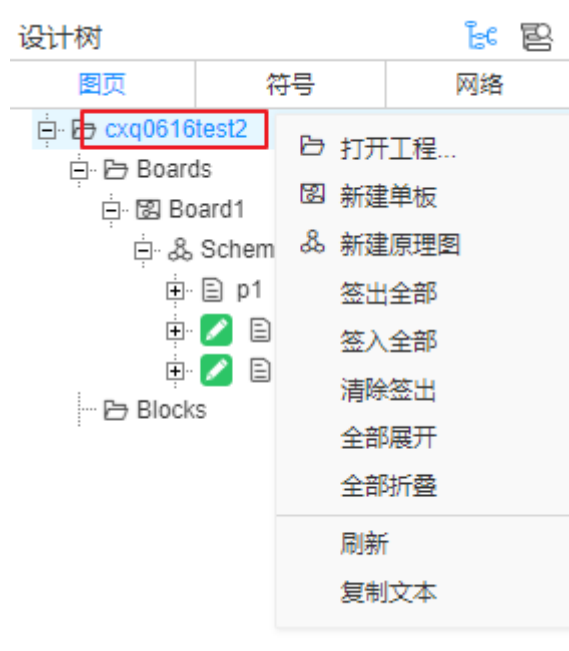 设计树
图页 符号 网络
cxq0616test2
打开工程...
Boards
新建单板
Board1
新建原理图
Schem
签出全部
p1
签入全部
清除签出
Blocks
全部展开
全部折叠
刷新
复制文本